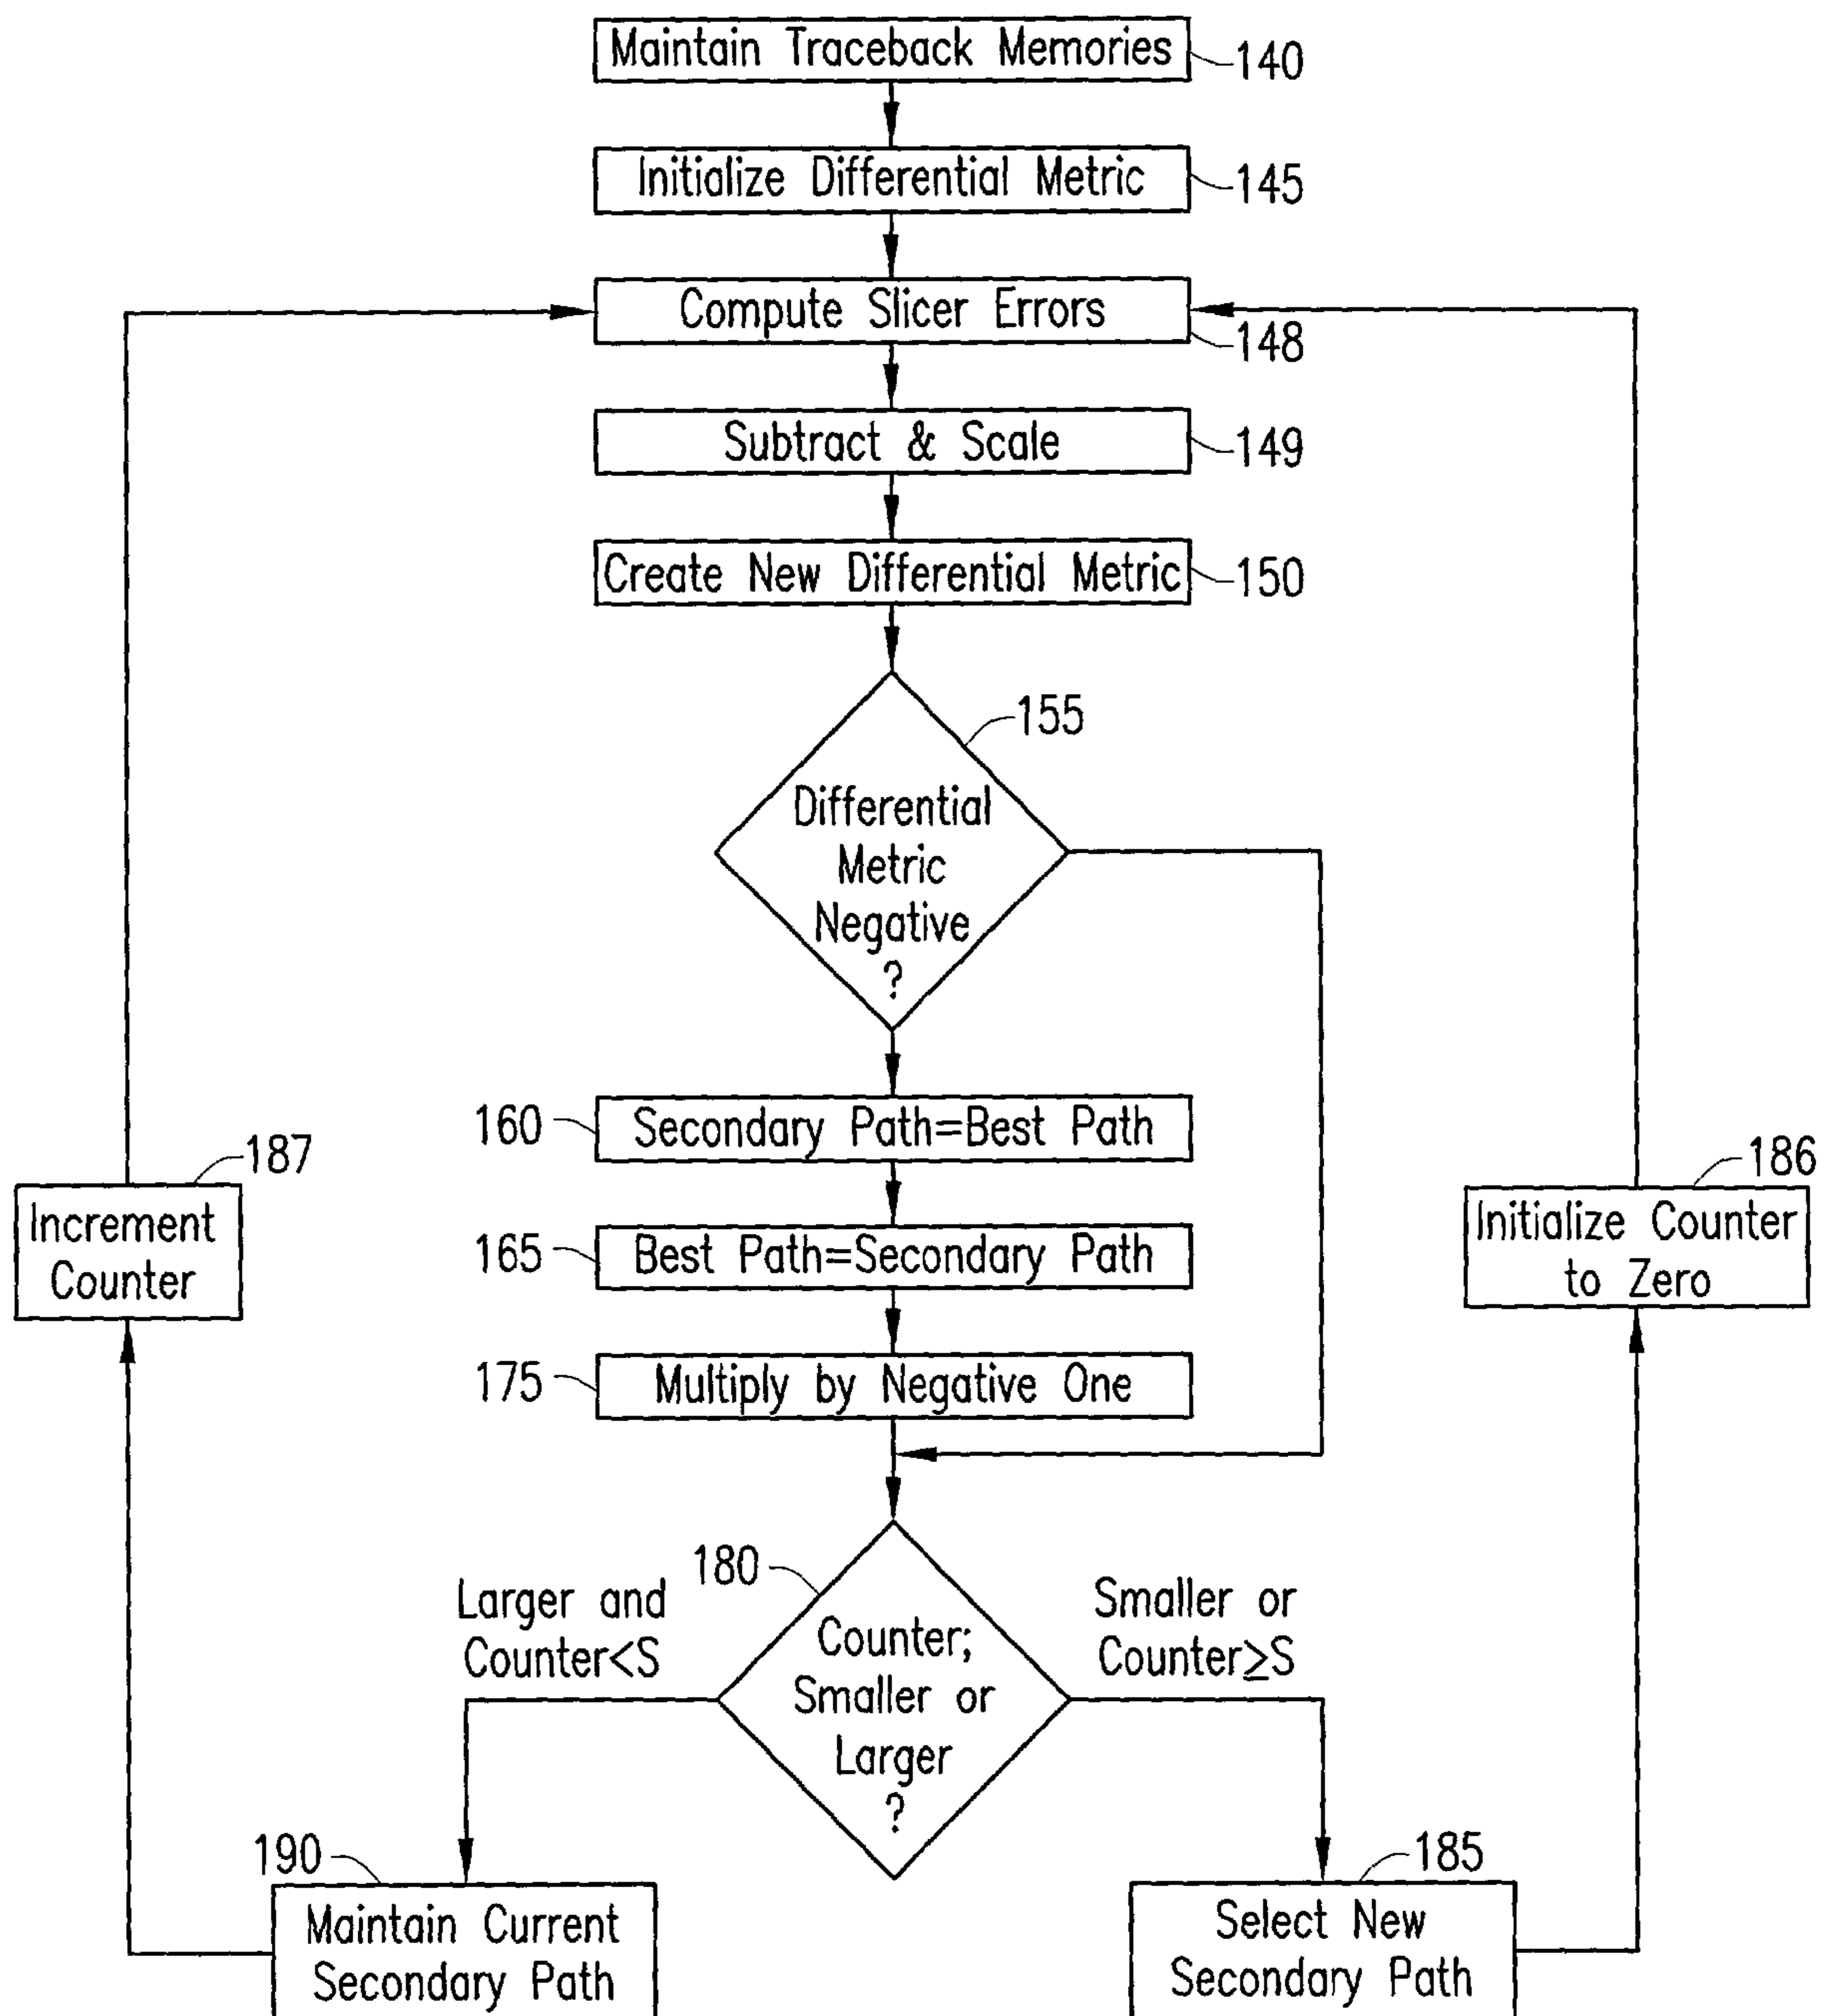 Maintain Traceback Memories
140
Initialize Differential Metric
145
Compute Slicer Errors
148
Subtract & Scale
149
Create New Differential Metric
150
155
Differential
Metric
Negative
?
160
Secondary Path=Best Path
187
186
Increment
Counter
165
Best Path=Secondary Path
Initialize Counter
to Zero
175
Multiply by Negative One
180
Larger and
Counter<S
Counter;
Smaller or
Larger
?
Smaller or
Counter≥S
190
185
Maintain Current
Secondary Path
Select New
Secondary Path